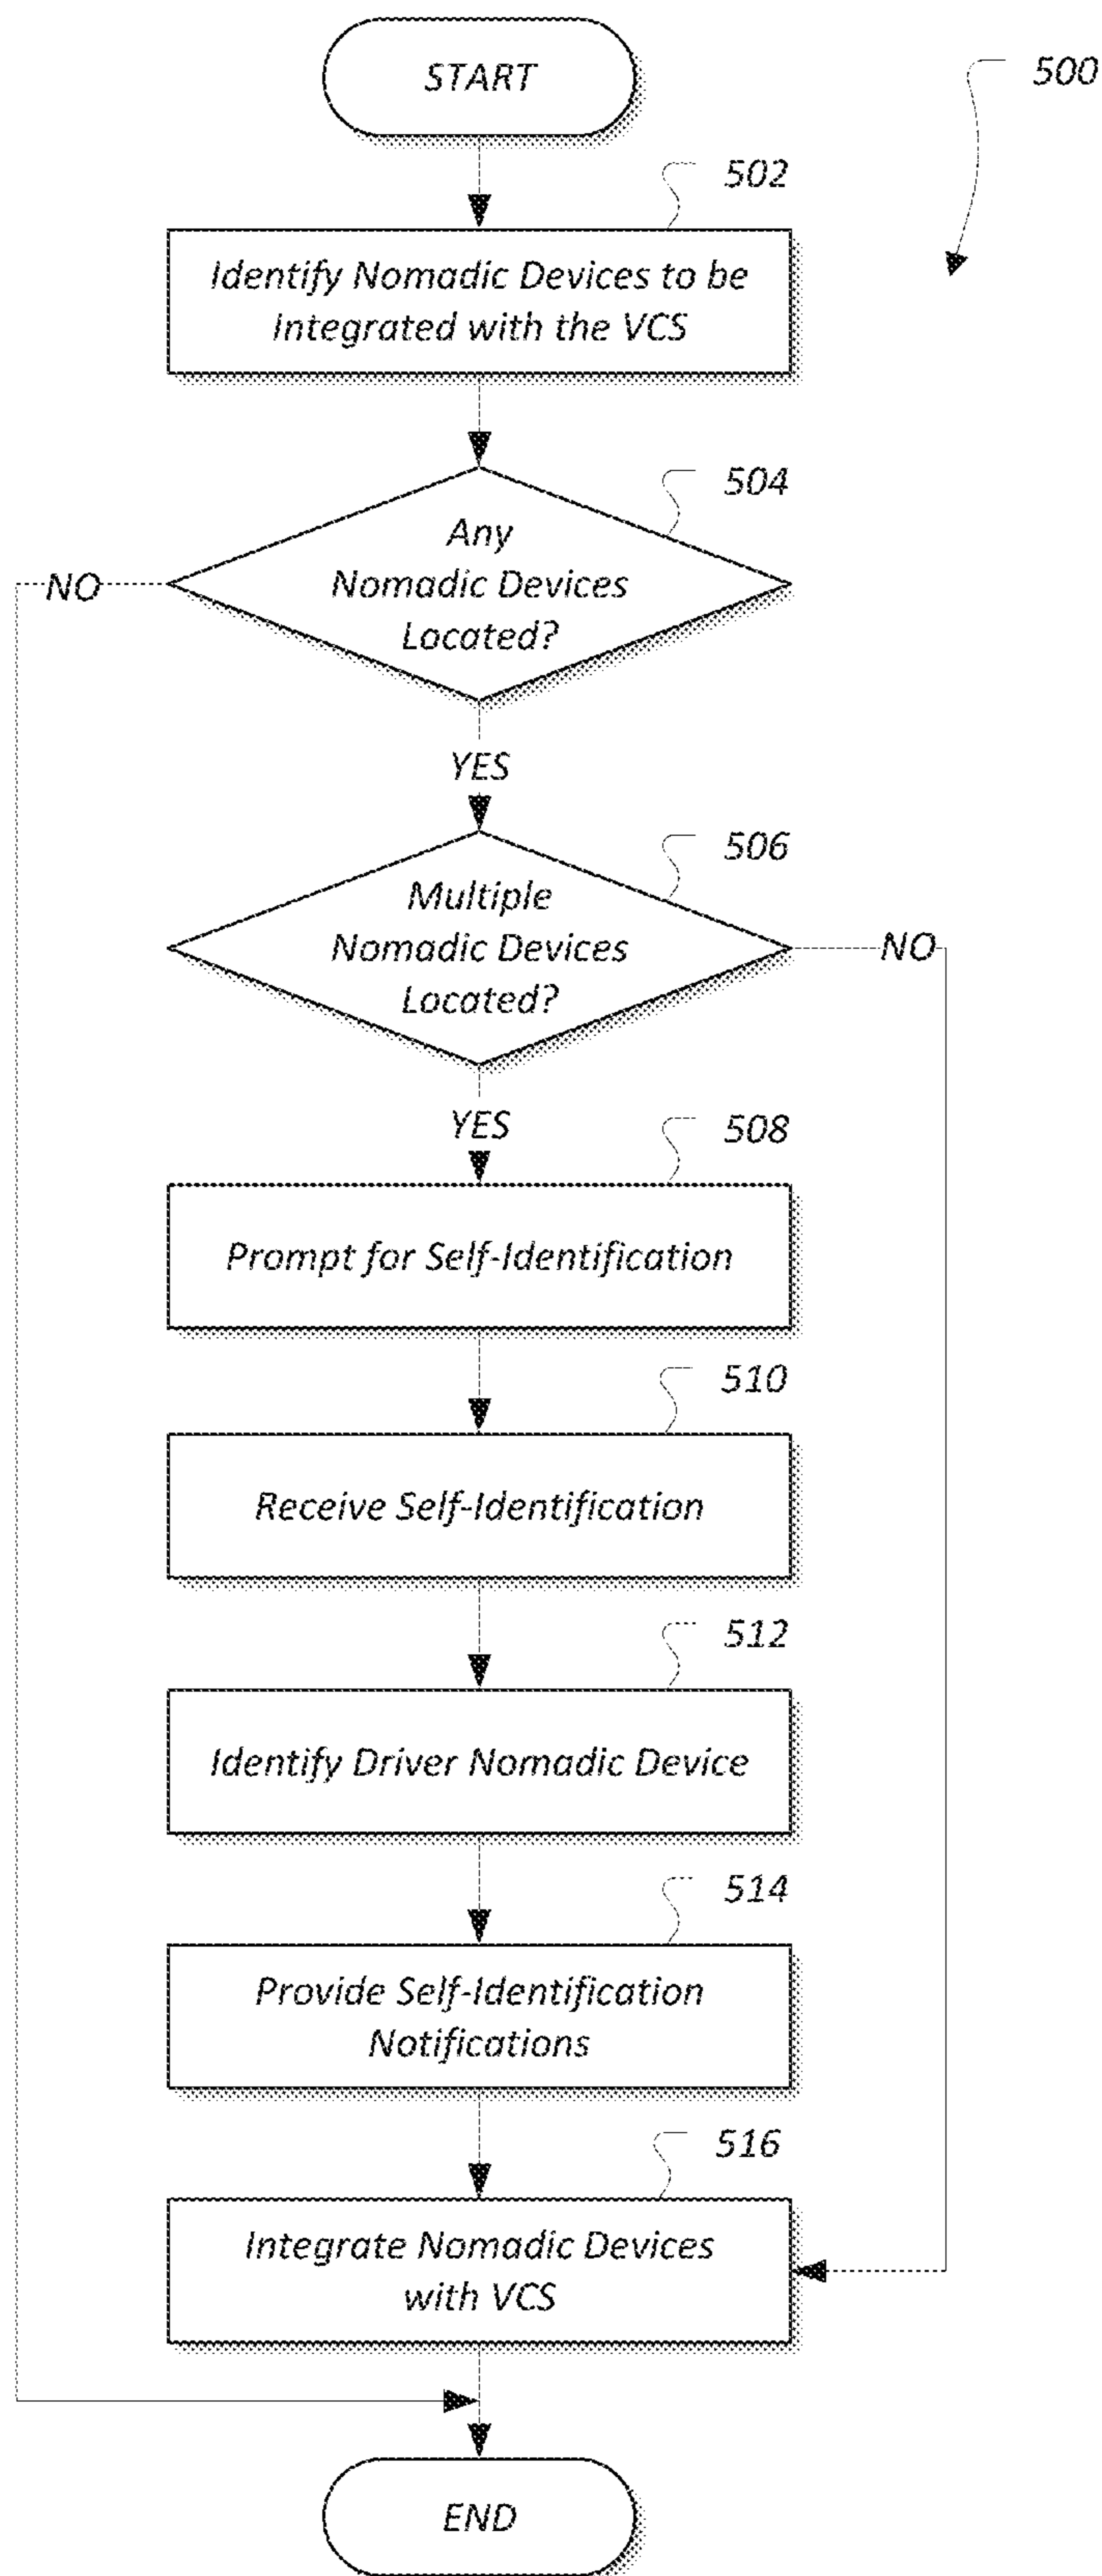 START
500
502
Identify Nomadic Devices to be
Integrated with the VCS
504
Any
Nomadic Devices
Located?
NO
YES
506
Multiple
Nomadic Devices
Located?
NO
YES
508
Prompt for Self-Identification
510
Receive Self-Identification
512
Identify Driver Nomadic Device
514
Provide Self-Identification
Notifications
516
Integrate Nomadic Devices
with VCS
END